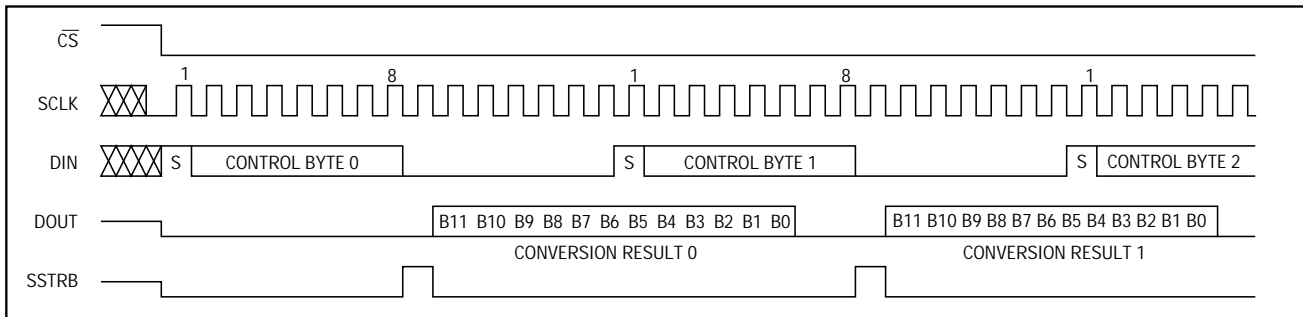 CS
1 8 1 8 1
SCLK
DIN S CONTROL BYTE 0 S CONTROL BYTE 1 S CONTROL BYTE 2
DOUT B11 B10 B9 B8 B7 B6 B5 B4 B3 B2 B1 B0 B11 B10 B9 B8 B7 B6 B5 B4 B3 B2 B1 B0
CONVERSION RESULT 0 CONVERSION RESULT 1
SSTRB